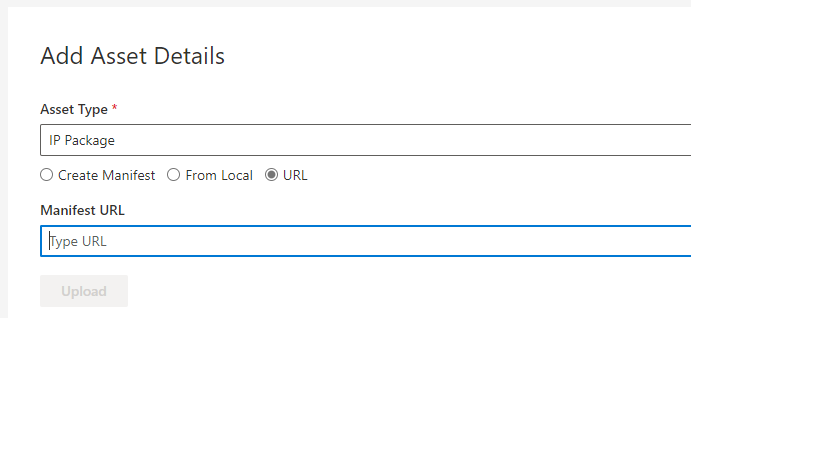 Add Asset Details
Asset Type *
IP Package
Create Manifest From Local URL
Manifest URL
Type URL
Upload